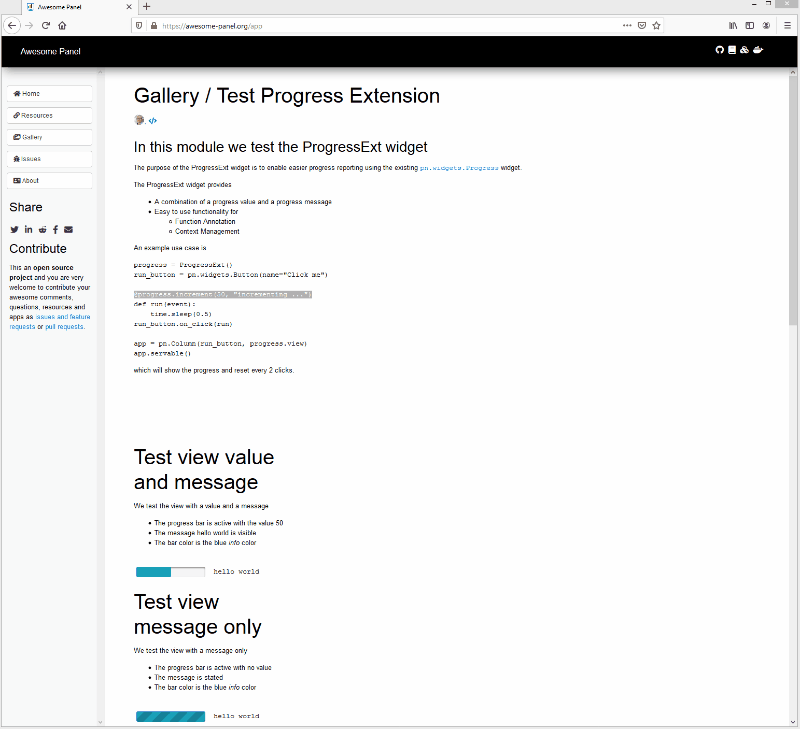 Awesome Panel
https://awesome-panel.org/app
Awesome Panel
Home
Resources
Gallery
Issues
About
Share
Contribute
This an open source
project and you are very
welcome to contribute your
awesome comments,
questions, resources and
apps as issues and feature
requests or pull requests.
Gallery / Test Progress Extension
In this module we test the ProgressExt widget
The purpose of the ProgressExt widget is to enable easier progress reporting using the existing pn.widgets.Progress widget.
The ProgressExt widget provides
• A combination of a progress value and a progress message
• Easy to use functionality for
Function Annotation
Context Management
An example use case is
progress = ProgressExt()
run_button = pn.widgets.Button(name="Click me")
@progress.increment(50, "incrementing ...")
def run(event):
time.sleep(0.5)
run_button.on_click(run)
app = pn.Column(run_button, progress.view)
app.servable()
which will show the progress and reset every 2 clicks.
Test view value
and message
We test the view with a value and a message
• The progress bar is active with the value 50
• The message hello world is visible
• The bar color is the blue info color
hello world
Test view
message only
We test the view with a message only
• The progress bar is active with no value
• The message is stated
• The bar color is the blue info color
hello world